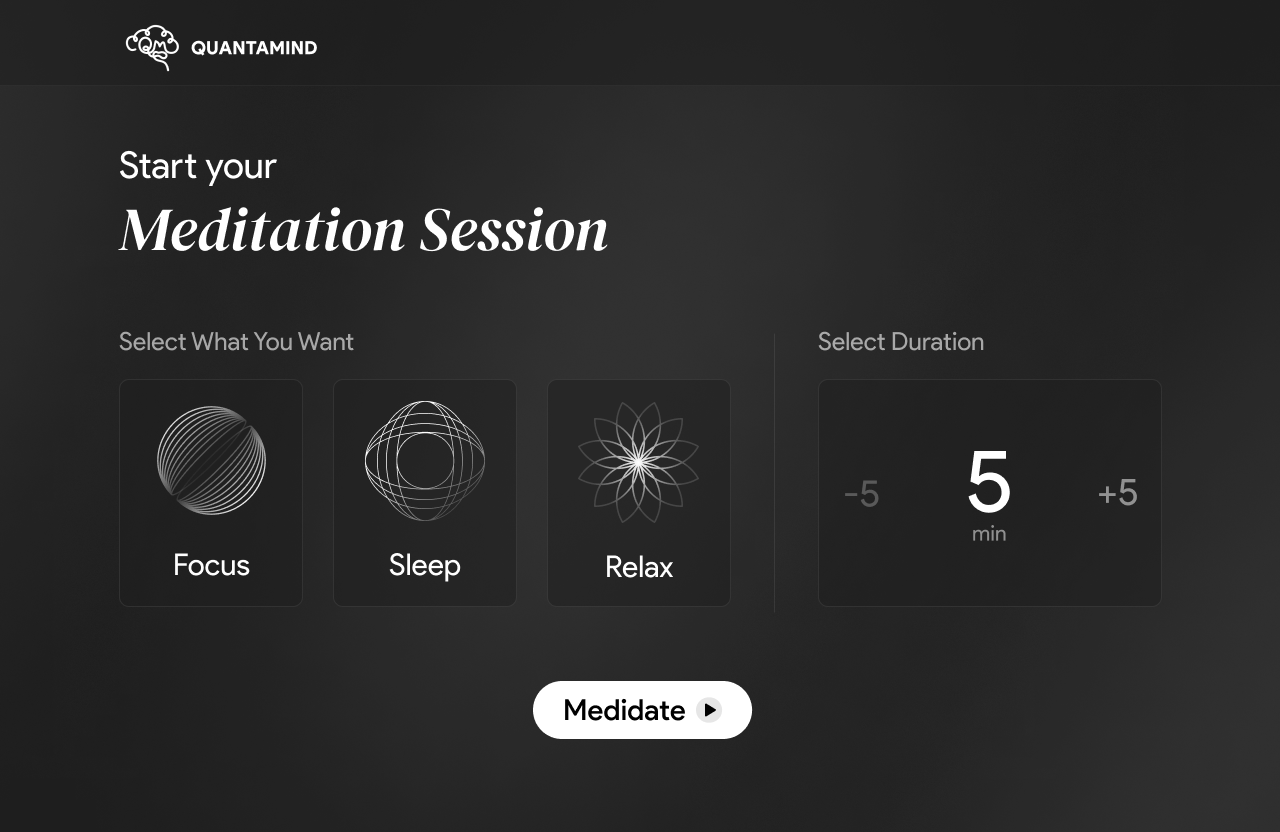 QM QUANTAMIND
Start your
Meditation Session
Select What You Want
Select Duration
Focus
Sleep
Relax
-5
5
+5
min
Medidate